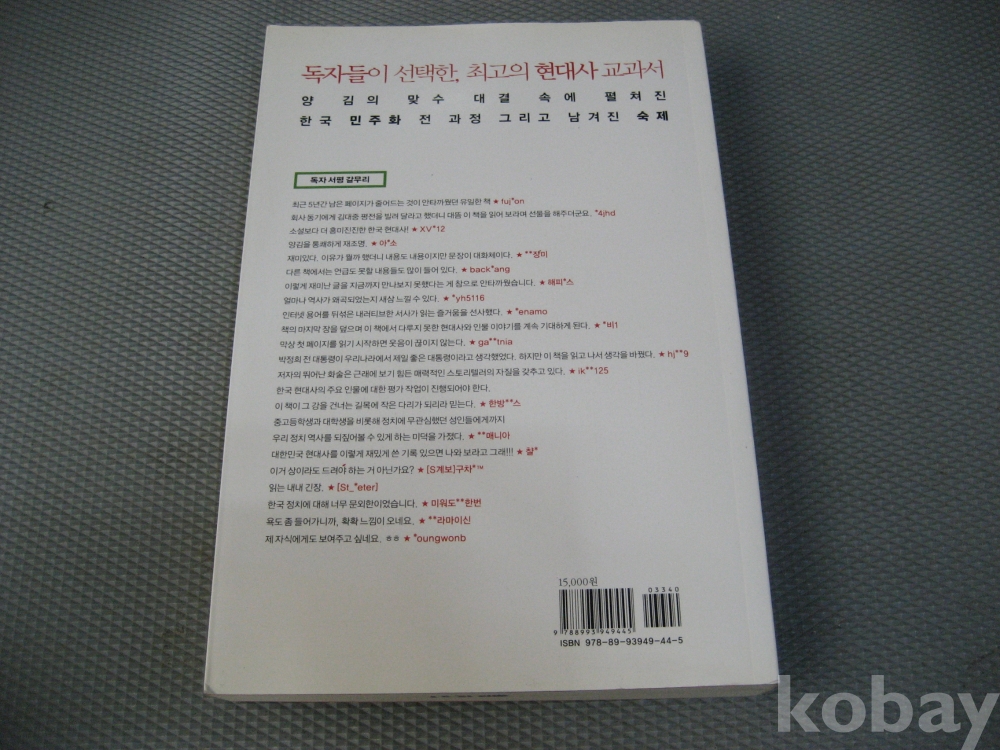 독자들이 선택한, 최고의 현대사 교과서
양 김의 맞수 대결 속에 펼쳐진
한국 민주화 전 과정 그리고 남겨진 숙제
독자 서평 갈무리
최근 5년간 남은 페이지가 줄어드는 것이 안타까웠던 유일한 책 ★ fuj*on
회사 동기에게 김대중 평전을 빌려 달라고 했더니 대뜸 이 책을 읽어 보라며 선물을 해주더군요. *4jhd
소설보다 더 흥미진진한 한국 현대사! ★ XV*12
양김을 통쾌하게 재조명. ★ 야*소
재미있다. 이유가 뭘까 했더니 내용도 내용이지만 문장이 대화체이다. ★ **정미
다른 책에서는 언급도 못할 내용들도 많이 들어 있다. ★ back*ang
이렇게 재미난 글을 지금까지 만나보지 못했다는 게 참으로 안타까웠습니다. ★ 해피*스
얼마나 역사가 왜곡되었는지 새삼 느낄 수 있다. ★ *yh5116
인터넷 용어를 뒤섞은 내러티브한 서사가 읽는 즐거움을 선사했다. ★ *enamo
책의 마지막 장을 덮으며 이 책에서 다루지 못한 현대사와 인물 이야기를 계속 기대하게 된다. ★ *비1
막상 첫 페이지를 읽기 시작하면 웃음이 끊이지 않는다. ★ ga**tnia
박정희 전 대통령이 우리나라에서 제일 좋은 대통령이라고 생각했었다. 하지만 이 책을 읽고 나서 생각을 바꿨다. ★ hj**9
저자의 뛰어난 화술은 근래에 보기 힘든 매력적인 스토리텔러의 자질을 갖추고 있다. ★ ik**125
한국 현대사의 주요 인물에 대한 평가 작업이 진행되어야 한다.
이 책이 그 강을 건너는 길목에 작은 다리가 되리라 믿는다. ★ 한방**스
중고등학생과 대학생을 비롯해 정치에 무관심했던 성인들에게까지
우리 정치 역사를 되짚어볼 수 있게 하는 미덕을 가졌다. ★ **매니아
대한민국 현대사를 이렇게 재밌게 쓴 기록 있으면 나와 보라고 그래!!! ★ 찰*
이거 상이라도 드려야 하는 거 아닌가요? ★ [S계보]구차*™
읽는 내내 긴장. ★ [St_*eter]
한국 정치에 대해 너무 문외한이었습니다. ★ 미워도**한번
욕도 좀 들어가니까, 확확 느낌이 오네요. ★ **라마이신
제 자식에게도 보여주고 싶네요. ㅎㅎ ★ *oungwonb
15,000원
03340
9 788993 949445
ISBN 978-89-93949-44-5
kobay